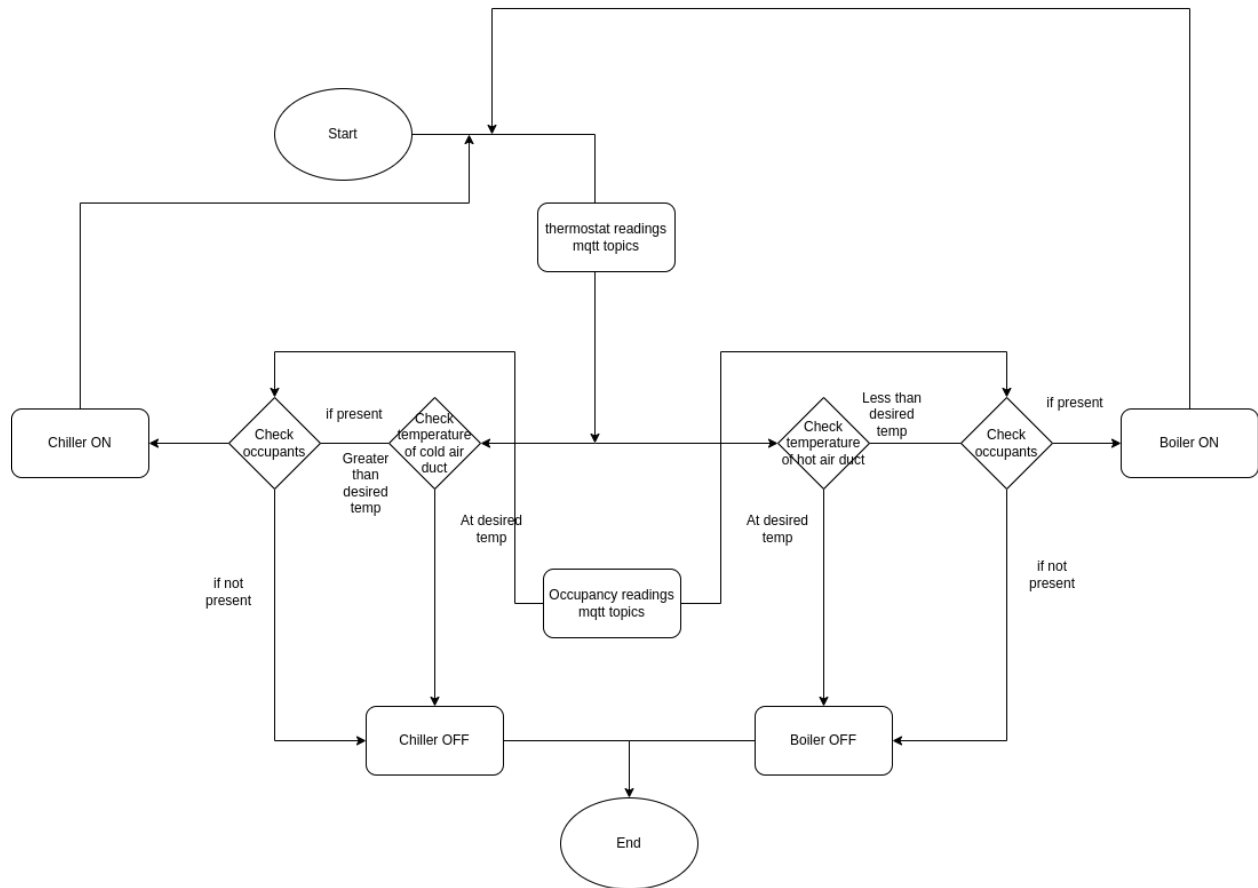 Start
thermostat readings
mqtt topics
if present
Check
temperature
of cold air
duct
Less than
desired
temp
Check
temperature
of hot air duct
if present
Chiller ON
Check
occupants
Greater
than
desired
temp
Check
occupants
Boiler ON
At desired
temp
At desired
temp
if not
present
Occupancy readings
mqtt topics
if not
present
Chiller OFF
Boiler OFF
End